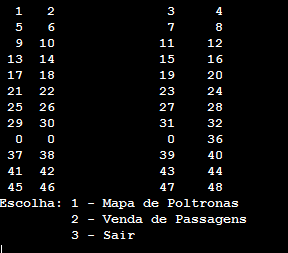 1 2 3 4
5 6 7 8
9 10 11 12
13 14 15 16
17 18 19 20
21 22 23 24
25 26 27 28
29 30 31 32
0 0 0 36
37 38 39 40
41 42 43 44
45 46 47 48
Escolha: 1 - Mapa de Poltronas
2 - Venda de Passagens
3 - Sair